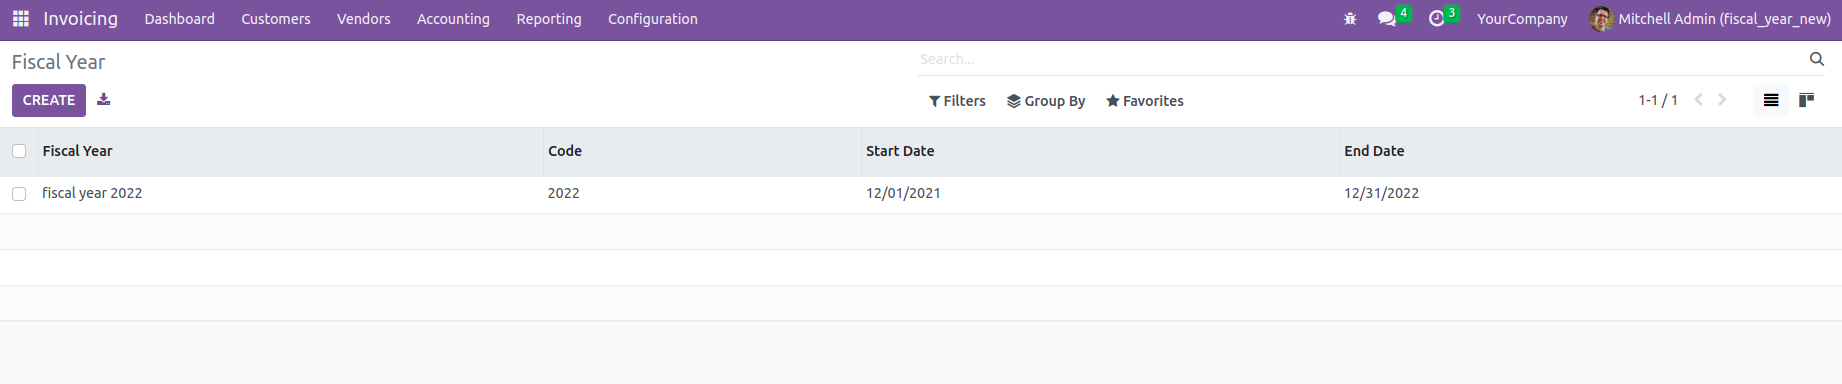 Invoicing Dashboard Customers Vendors Accounting Reporting Configuration 4 3 YourCompany Mitchell Admin (fiscal_year_new)
Fiscal Year
Search...
CREATE
Filters Group By Favorites 1-1 / 1
Fiscal Year Code Start Date End Date
fiscal year 2022 2022 12/01/2021 12/31/2022